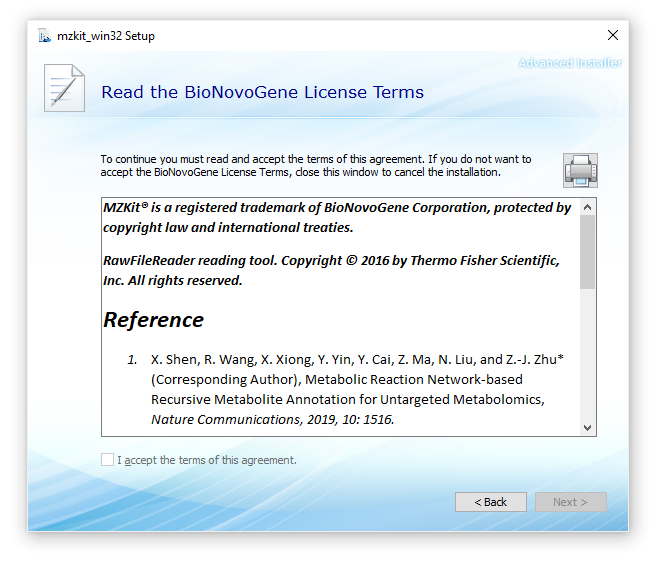 mzkit_win32 Setup
Advanced Installer
Read the BioNovoGene License Terms
To continue you must read and accept the terms of this agreement. If you do not want to
accept the BioNovoGene License Terms, close this window to cancel the installation.
MZKit® is a registered trademark of BioNovoGene Corporation, protected by
copyright law and international treaties.
RawFileReader reading tool. Copyright © 2016 by Thermo Fisher Scientific,
Inc. All rights reserved.
Reference
1. X. Shen, R. Wang, X. Xiong, Y. Yin, Y. Cai, Z. Ma, N. Liu, and Z.-J. Zhu*
(Corresponding Author), Metabolic Reaction Network-based
Recursive Metabolite Annotation for Untargeted Metabolomics,
Nature Communications, 2019, 10: 1516.
I accept the terms of this agreement.
< Back
Next >